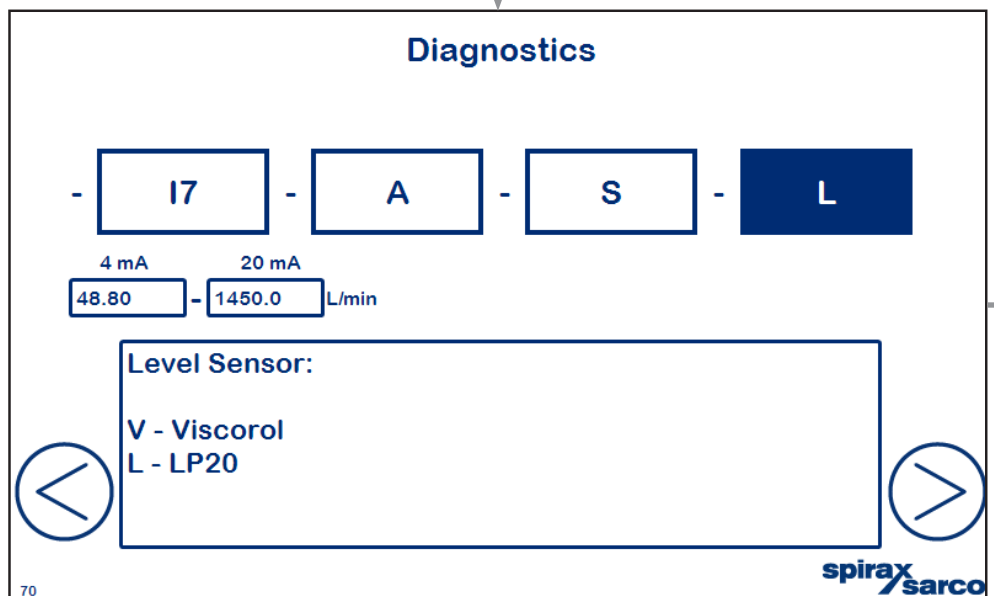 Diagnostics
- I7 - A - S - L
4 mA 20 mA
48.80 - 1450.0 L/min
Level Sensor:
V - Viscorol
L - LP20
< >
spirax
sarco
70